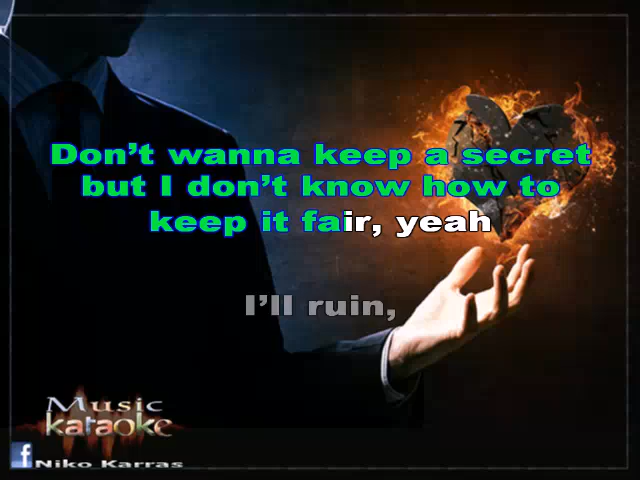 Don't wanna keep a secret
but I don't know how to
keep it fair, yeah
I'll ruin,
Music
karaoke
f Niko Karras